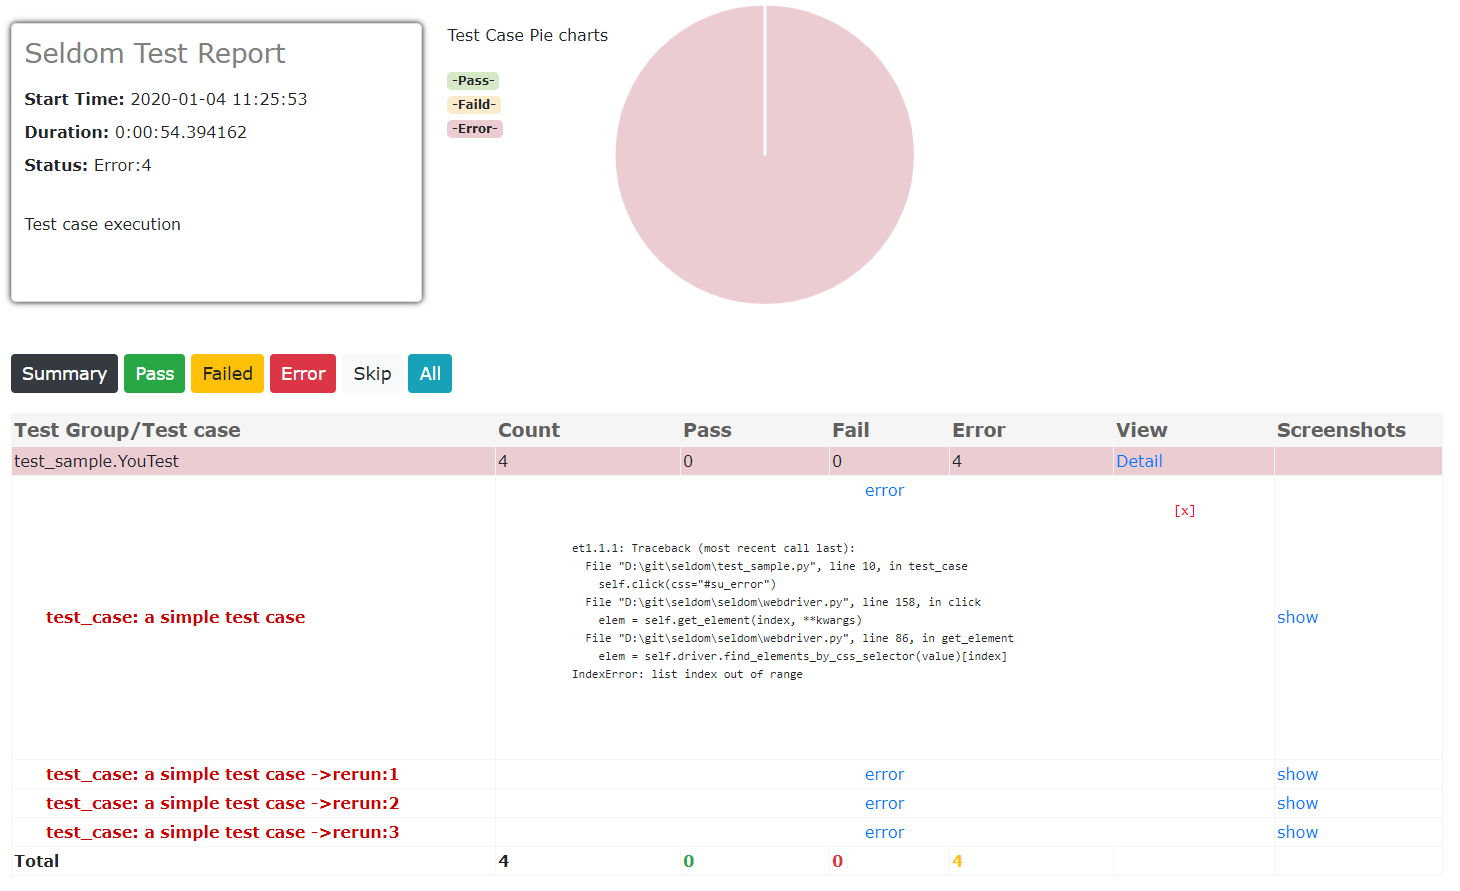 Seldom Test Report
Start Time: 2020-01-04 11:25:53
Duration: 0:00:54.394162
Status: Error:4
Test case execution
Test Case Pie charts
-Pass-
-Faild-
-Error-
Summary Pass Failed Error Skip All
Test Group/Test case Count Pass Fail Error View Screenshots
test_sample.YouTest 4 0 0 4 Detail
error
[x]
et1.1.1: Traceback (most recent call last):
File "D:\git\seldom\test_sample.py", line 10, in test_case
self.click(css="#su_error")
File "D:\git\seldom\seldom\webdriver.py", line 158, in click
elem = self.get_element(index, **kwargs)
File "D:\git\seldom\seldom\webdriver.py", line 86, in get_element
elem = self.driver.find_elements_by_css_selector(value)[index]
IndexError: list index out of range
test_case: a simple test case show
test_case: a simple test case ->rerun:1 error show
test_case: a simple test case ->rerun:2 error show
test_case: a simple test case ->rerun:3 error show
Total 4 0 0 4